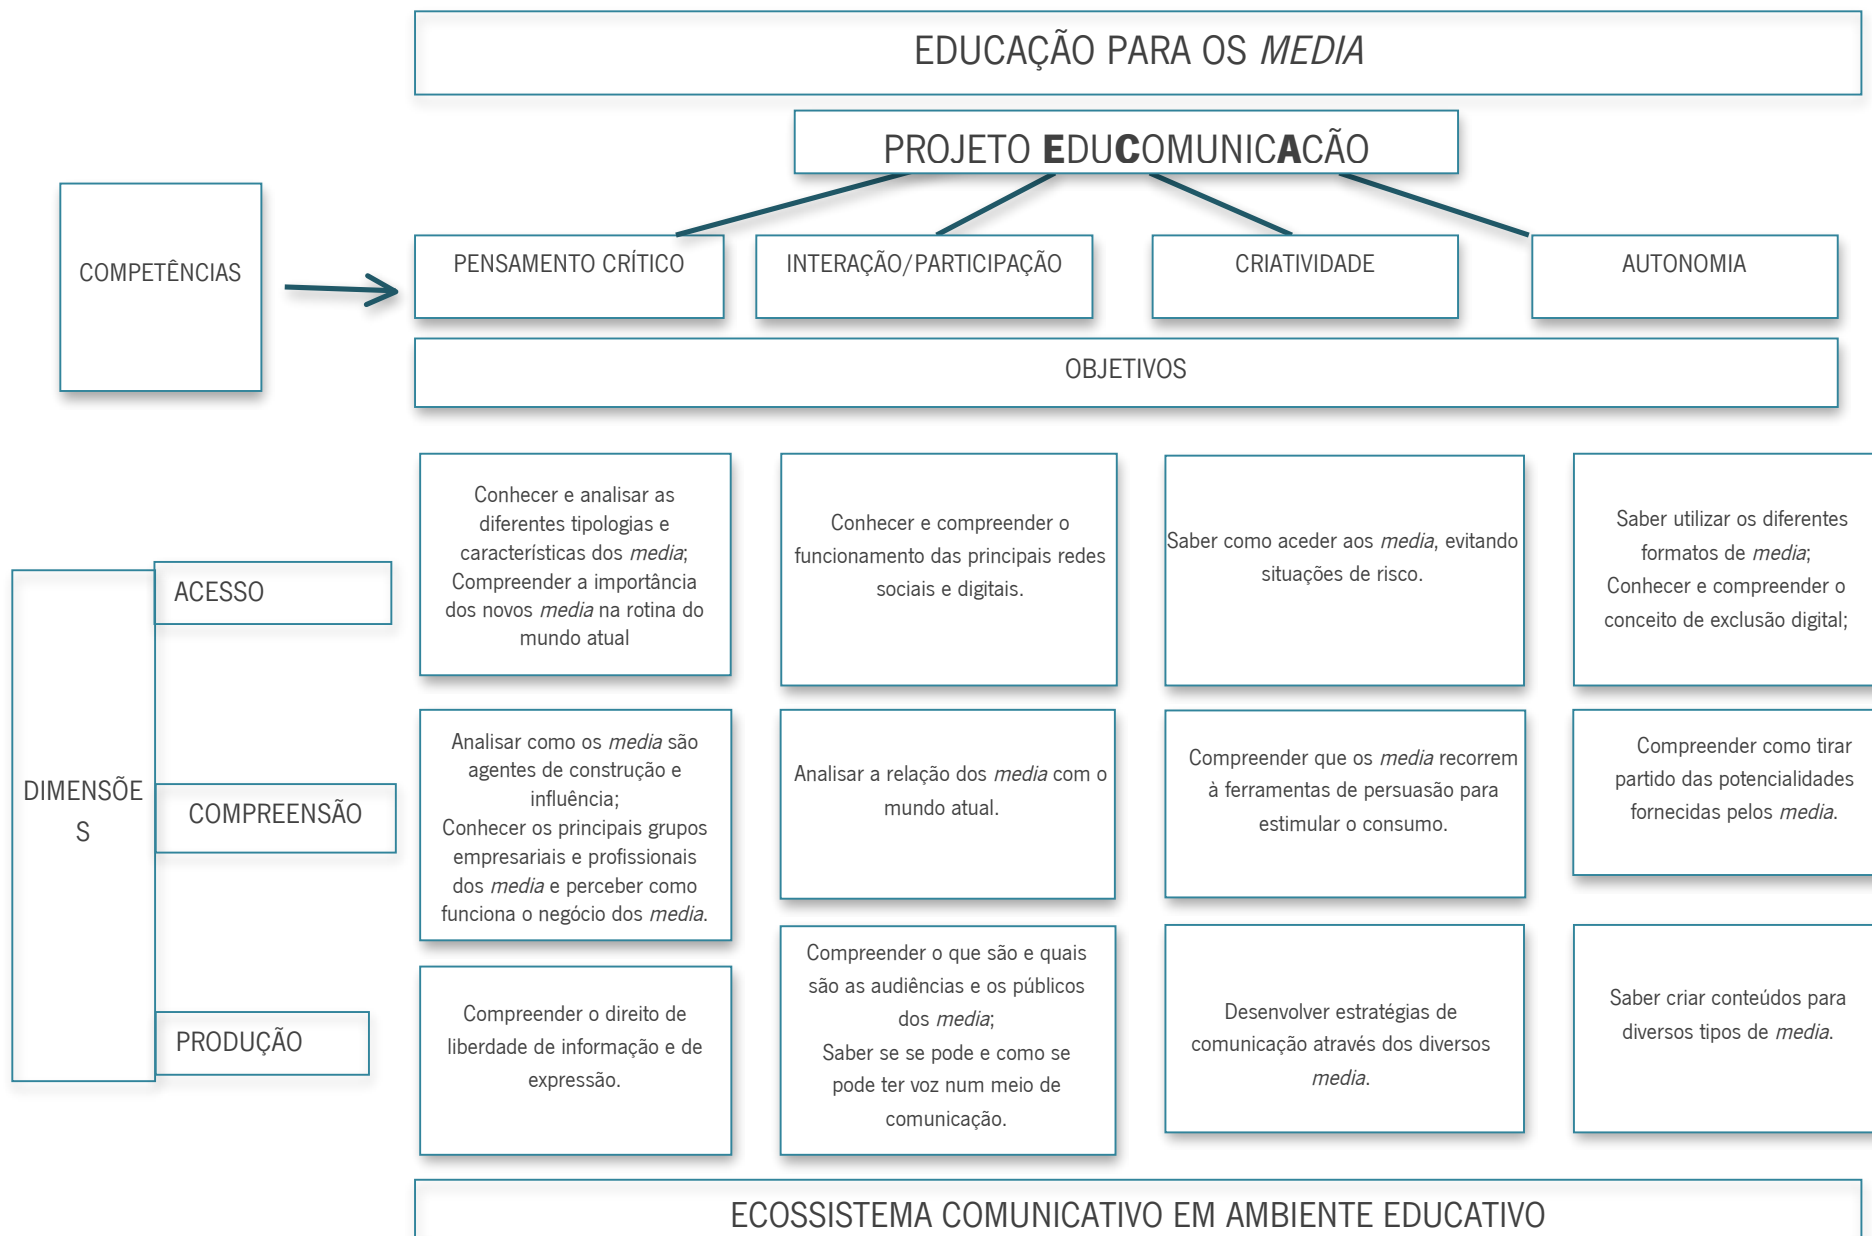 EDUCAÇÃO PARA OS MEDIA
PROJETO EDUCOMUNICACÃO
COMPETÊNCIAS
PENSAMENTO CRÍTICO
INTERAÇÃO/PARTICIPAÇÃO
CRIATIVIDADE
AUTONOMIA
OBJETIVOS
DIMENSÕE
S
ACESSO
Conhecer e analisar as
diferentes tipologias e
características dos media;
Compreender a importância
dos novos media na rotina do
mundo atual
Conhecer e compreender o
funcionamento das principais redes
sociais e digitais.
Saber como aceder aos media, evitando
situações de risco.
Saber utilizar os diferentes
formatos de media;
Conhecer e compreender o
conceito de exclusão digital;
COMPREENSÃO
Analisar como os media são
agentes de construção e
influência;
Conhecer os principais grupos
empresariais e profissionais
dos media e perceber como
funciona o negócio dos media.
Analisar a relação dos media com o
mundo atual.
Compreender que os media recorrem
à ferramentas de persuasão para
estimular o consumo.
Compreender como tirar
partido das potencialidades
fornecidas pelos media.
PRODUÇÃO
Compreender o direito de
liberdade de informação e de
expressão.
Compreender o que são e quais
são as audiências e os públicos
dos media;
Saber se se pode e como se
pode ter voz num meio de
comunicação.
Desenvolver estratégias de
comunicação através dos diversos
media.
Saber criar conteúdos para
diversos tipos de media.
ECOSSISTEMA COMUNICATIVO EM AMBIENTE EDUCATIVO